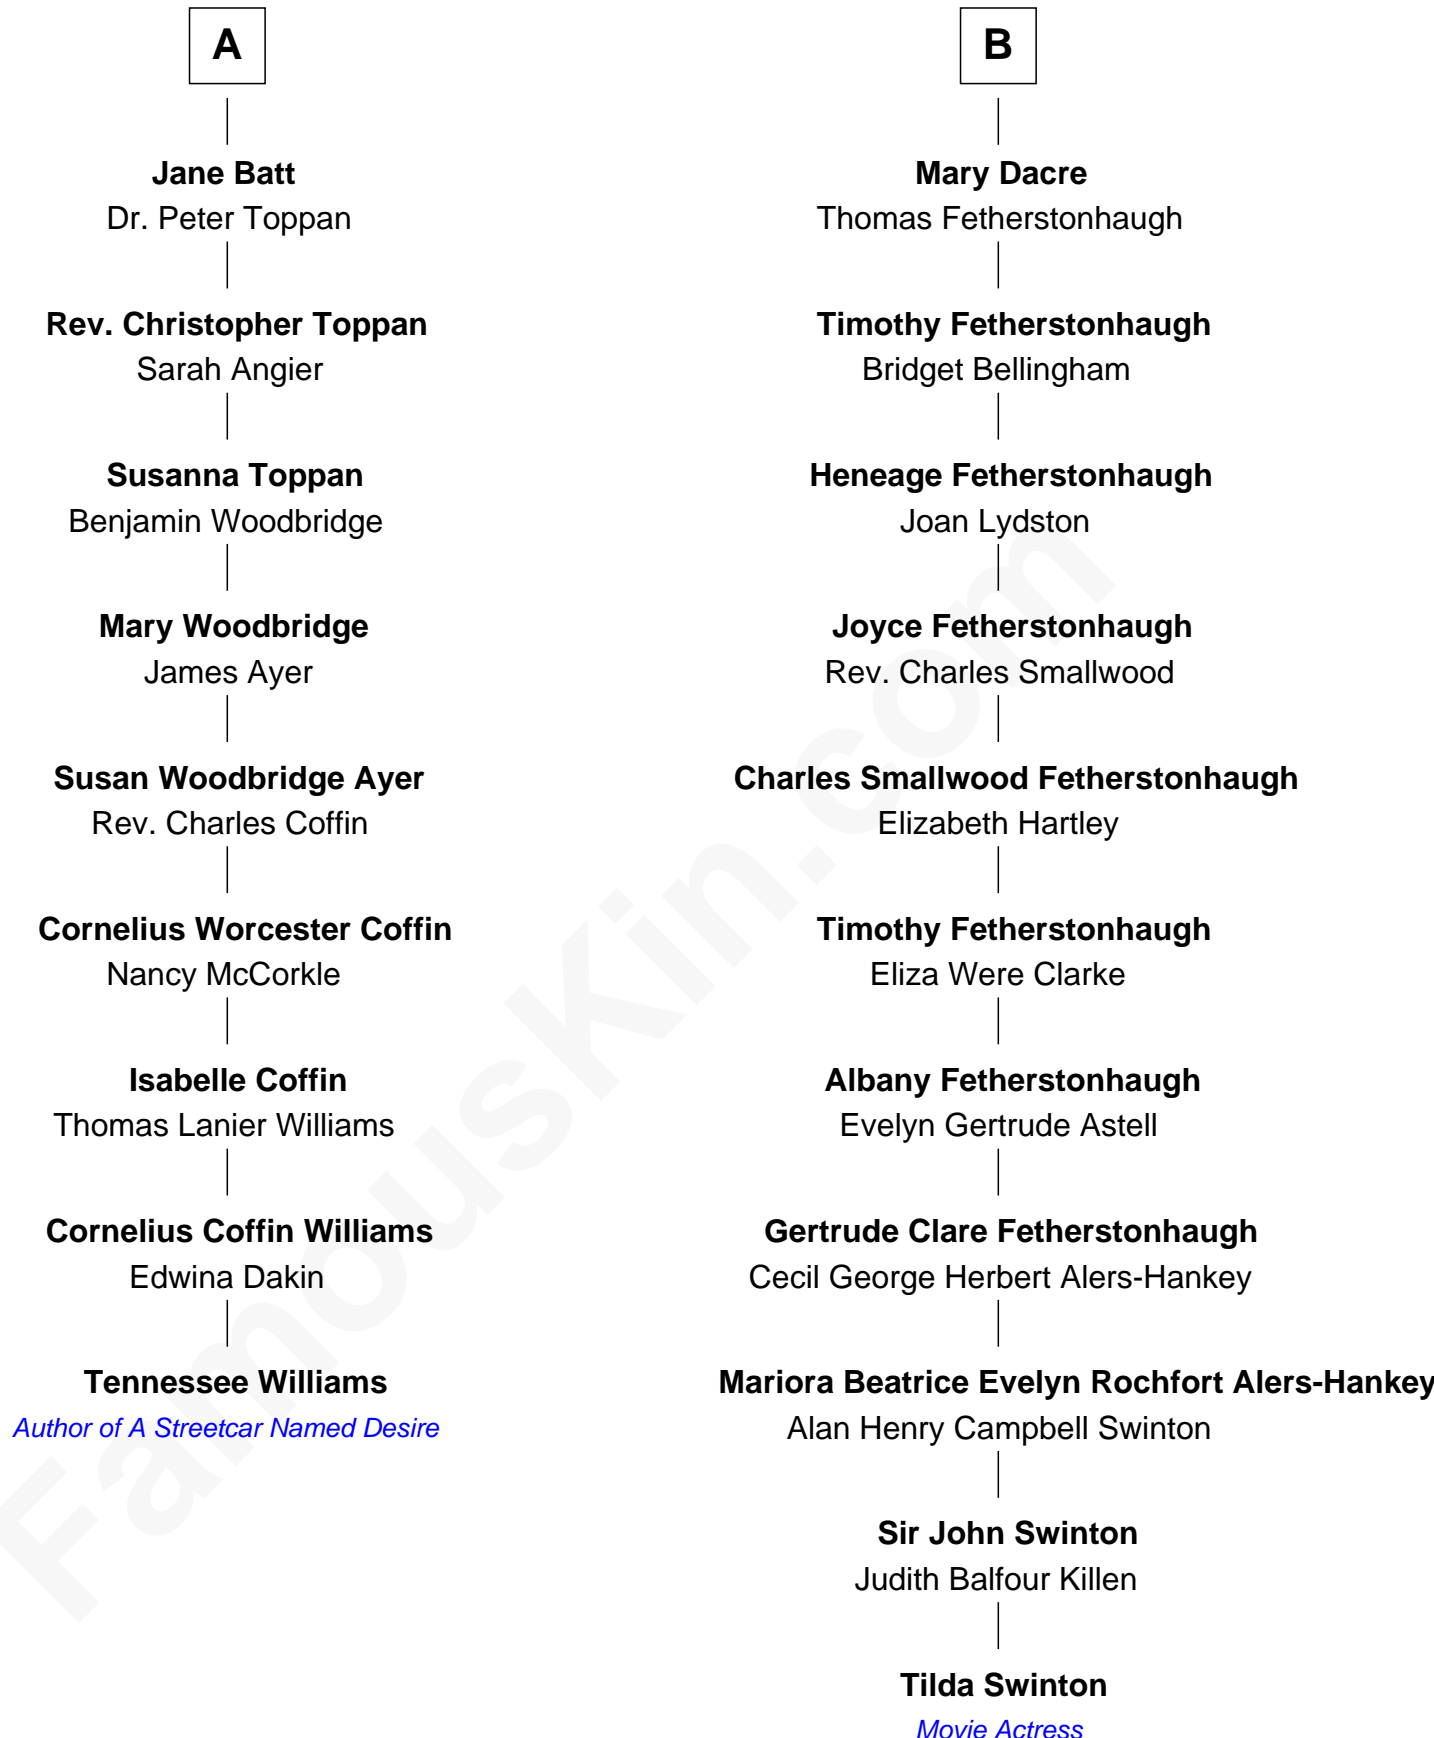 A
Jane Batt
Dr. Peter Toppan
Rev. Christopher Toppan
Sarah Angier
Susanna Toppan
Benjamin Woodbridge
Mary Woodbridge
James Ayer
Susan Woodbridge Ayer
Rev. Charles Coffin
Cornelius Worcester Coffin
Nancy McCorkle
Isabelle Coffin
Thomas Lanier Williams
Cornelius Coffin Williams
Edwina Dakin
Tennessee Williams
Author of A Streetcar Named Desire
B
Mary Dacre
Thomas Fetherstonhaugh
Timothy Fetherstonhaugh
Bridget Bellingham
Heneage Fetherstonhaugh
Joan Lydston
Joyce Fetherstonhaugh
Rev. Charles Smallwood
Charles Smallwood Fetherstonhaugh
Elizabeth Hartley
Timothy Fetherstonhaugh
Eliza Were Clarke
Albany Fetherstonhaugh
Evelyn Gertrude Astell
Gertrude Clare Fetherstonhaugh
Cecil George Herbert Alers-Hankey
Mariora Beatrice Evelyn Rochfort Alers-Hankey
Alan Henry Campbell Swinton
Sir John Swinton
Judith Balfour Killen
Tilda Swinton
Movie Actress
FamousKin.com